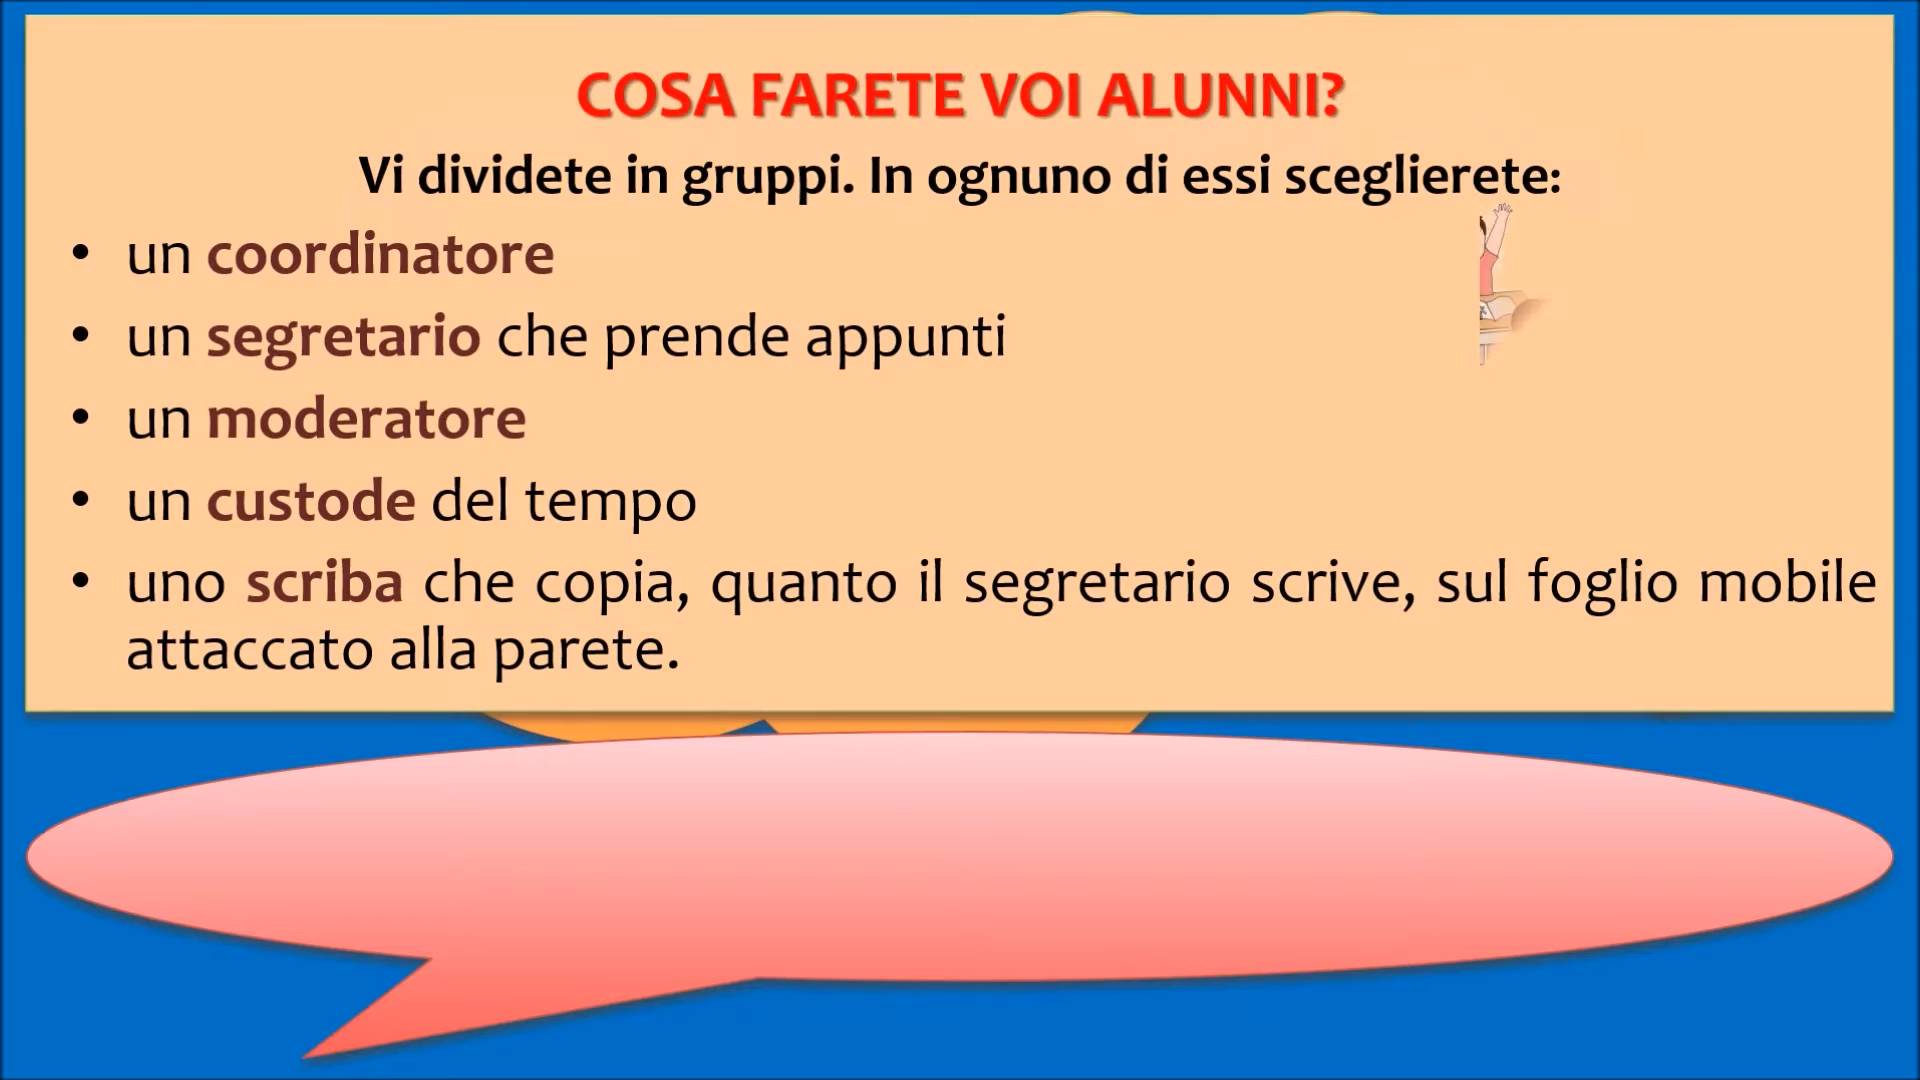 COSA FARETE VOI ALUNNI?
Vi dividete in gruppi. In ognuno di essi sceglierete:
• un coordinatore
• un segretario che prende appunti
• un moderatore
• un custode del tempo
• uno scriba che copia, quanto il segretario scrive, sul foglio mobile
attaccato alla parete.